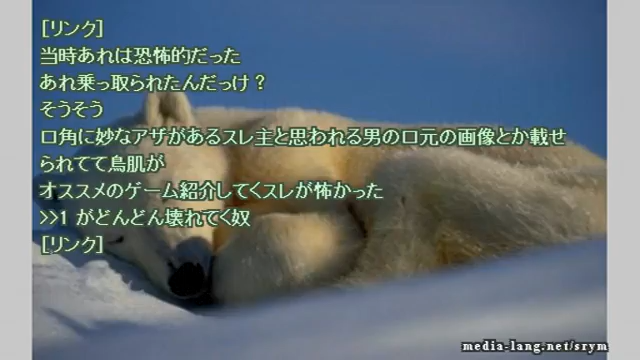 [リンク]
当時あれは恐怖的だった
あれ乗っ取られたんだっけ？
そうそう
口角に妙なアザがあるスレ主と思われる男の口元の画像とか載せ
られてて鳥肌が
オススメのゲーム紹介してくスレが怖かった
>>1 がどんどん壊れてく奴
[リンク]
media-lang.net/srym